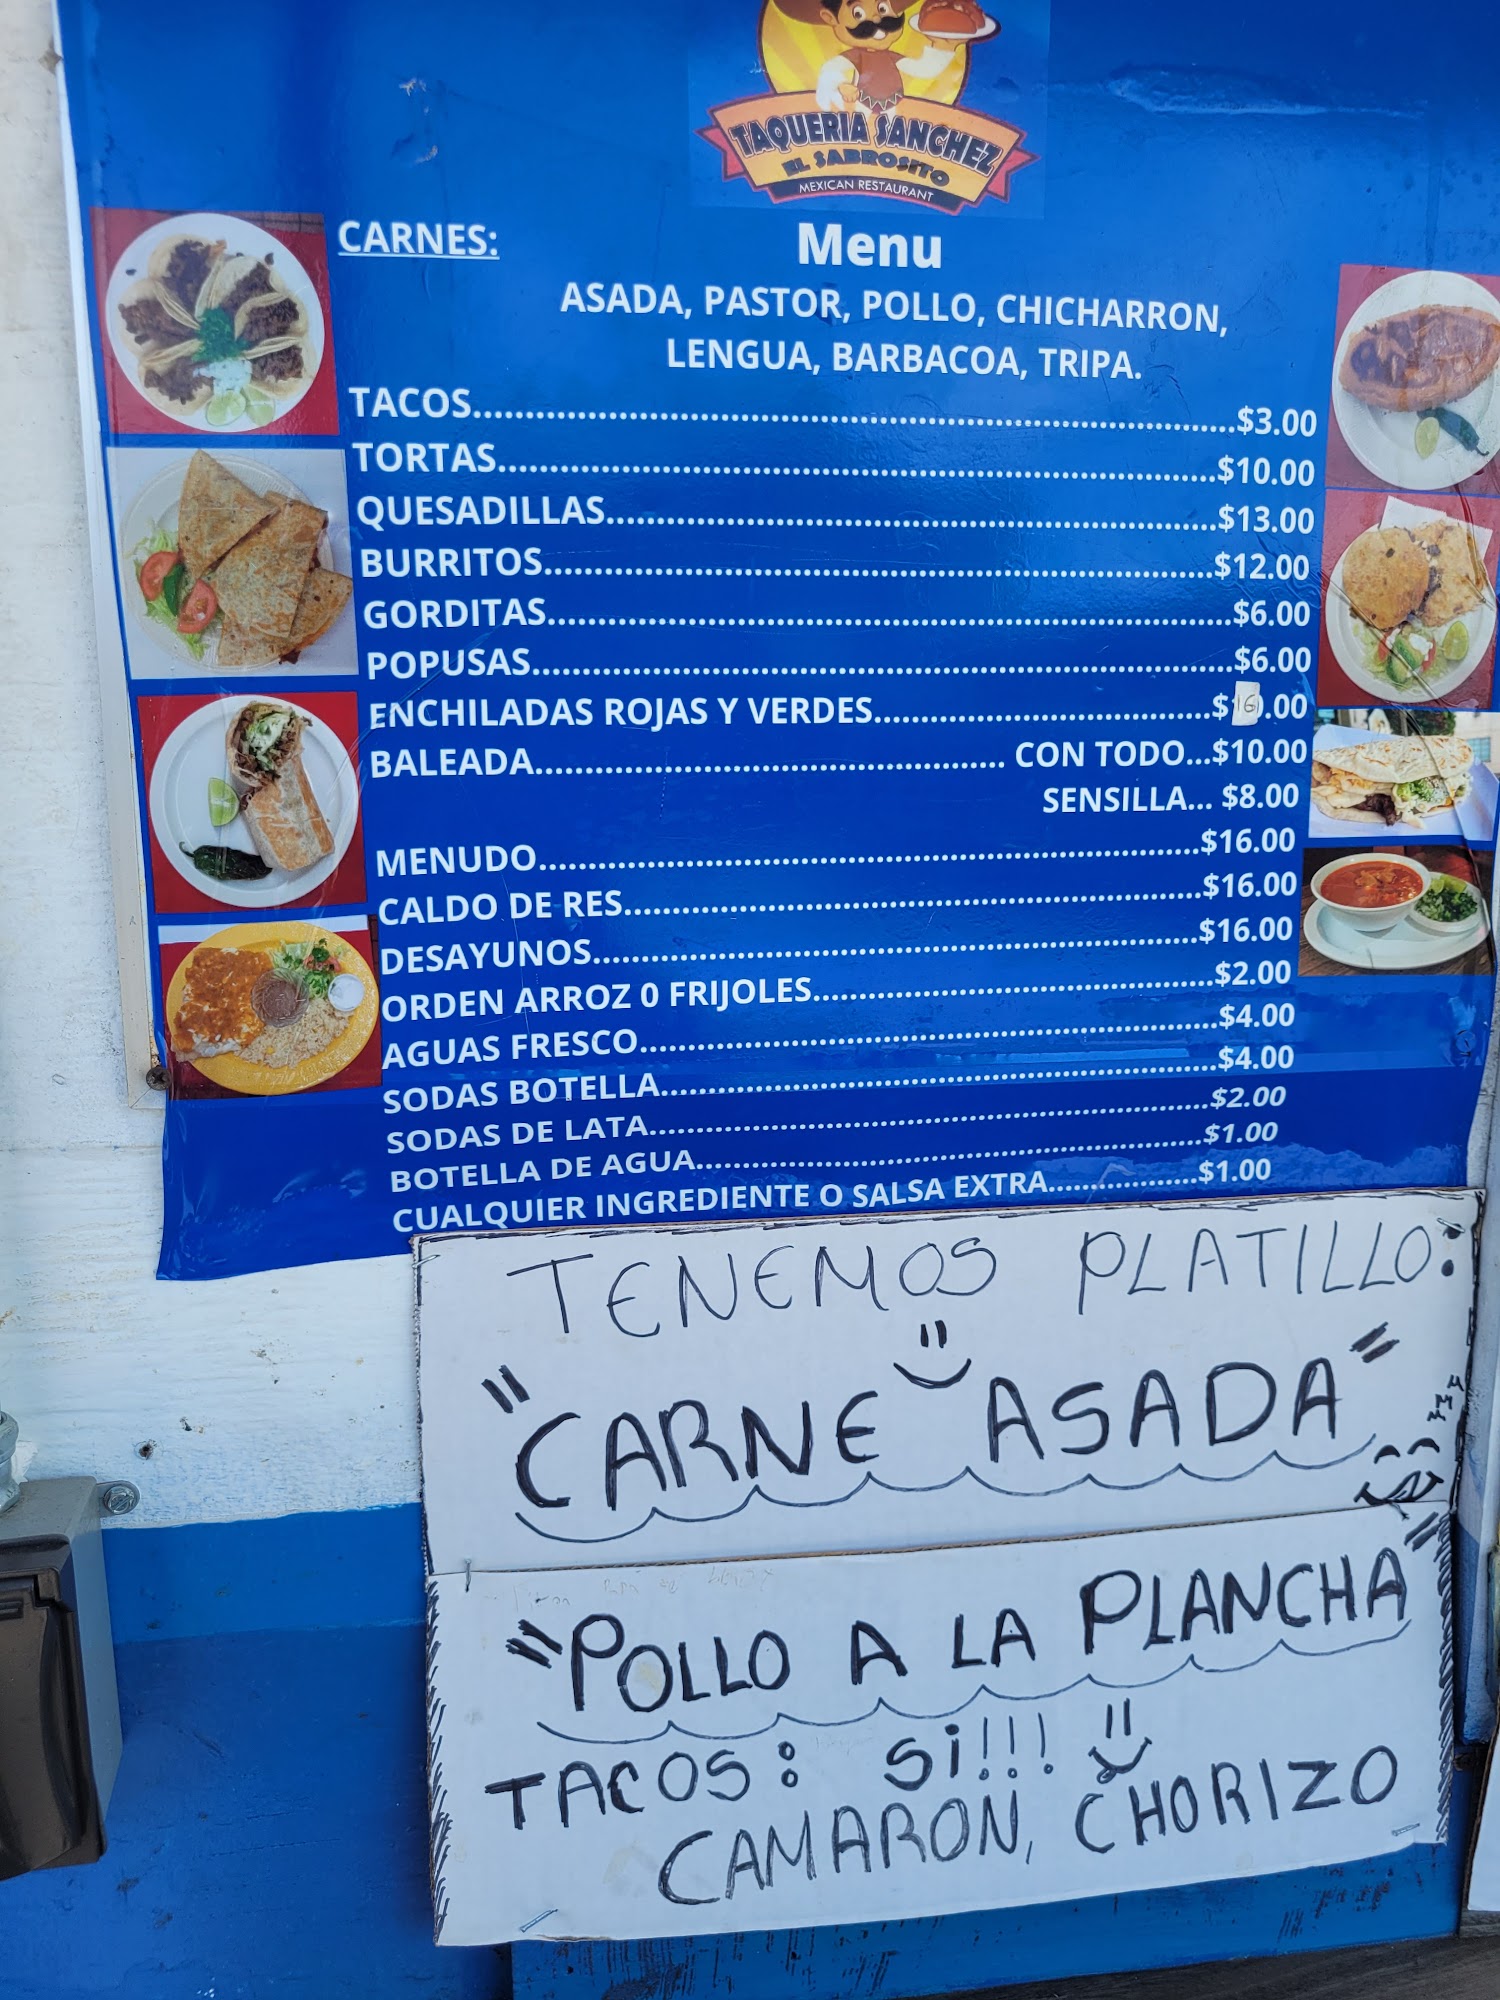 TAQUERIA SANCHEZ
EL SABROSITO
MEXICAN RESTAURANT
CARNES:
Menu
ASADA, PASTOR, POLLO, CHICHARRON,
LENGUA, BARBACOA, TRIPA.
TACOS..........$3.00
TORTAS..........$10.00
QUESADILLAS..........$13.00
BURRITOS..........$12.00
GORDITAS..........$6.00
POPUSAS..........$6.00
ENCHILADAS ROJAS Y VERDES..........$16.00
BALEADA.......... CON TODO...$10.00
SENSILLA... $8.00
MENUDO..........$16.00
CALDO DE RES..........$16.00
DESAYUNOS..........$16.00
ORDEN ARROZ 0 FRIJOLES..........$2.00
AGUAS FRESCO..........$4.00
SODAS BOTELLA..........$4.00
SODAS DE LATA..........$2.00
BOTELLA DE AGUA..........$1.00
CUALQUIER INGREDIENTE O SALSA EXTRA..........$1.00
TENEMOS PLATILLO:
"CARNE ASADA"
"POLLO A LA PLANCHA"
TACOS: Si!!!
CAMARON, CHORIZO